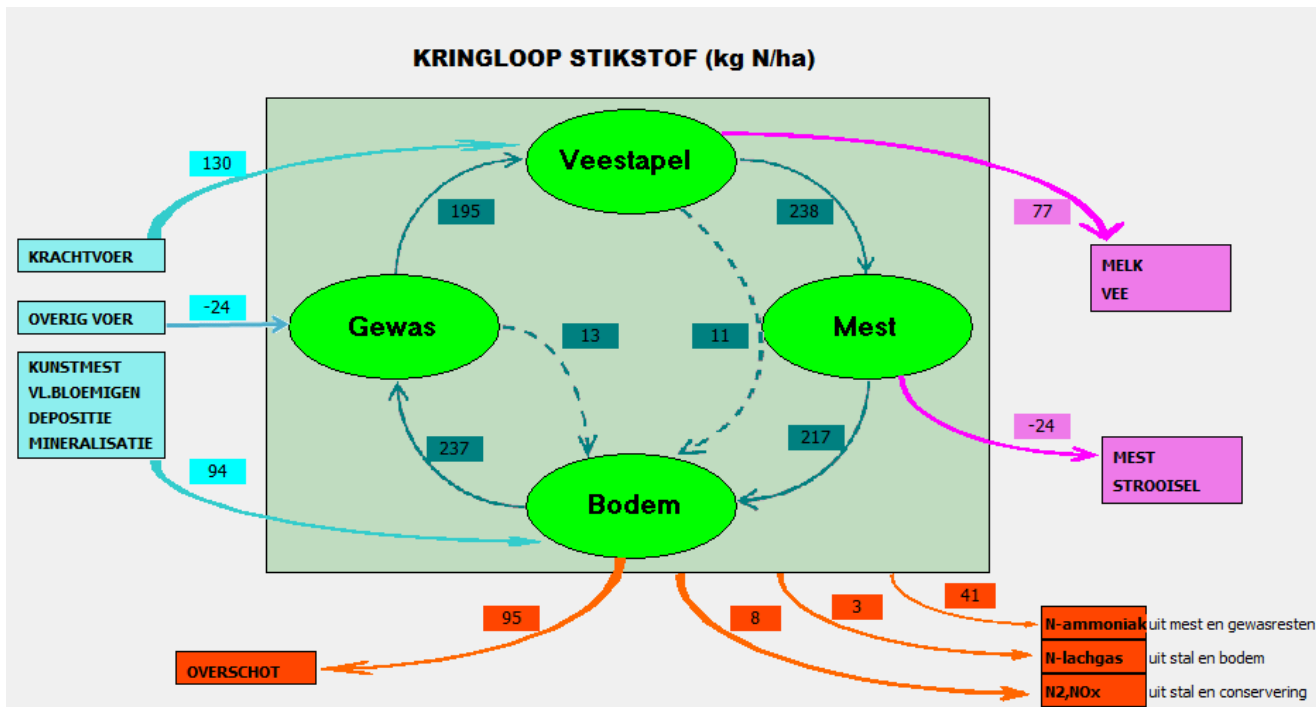 KRINGLOOP STIKSTOF (kg N/ha)
Veestapel
130
195
238
77
KRACHTVOER
MELK
VEE
OVERIG VOER
-24
Gewas
13
11
Mest
KUNSTMEST
VL.BLOEMIGEN
DEPOSITIE
MINERALISATIE
237
217
-24
94
Bodem
MEST
STROOISEL
95
8
3
41
OVERSCHOT
N-ammoniak uit mest en gewasresten
N-lachgas uit stal en bodem
N2,NOx uit stal en conservering